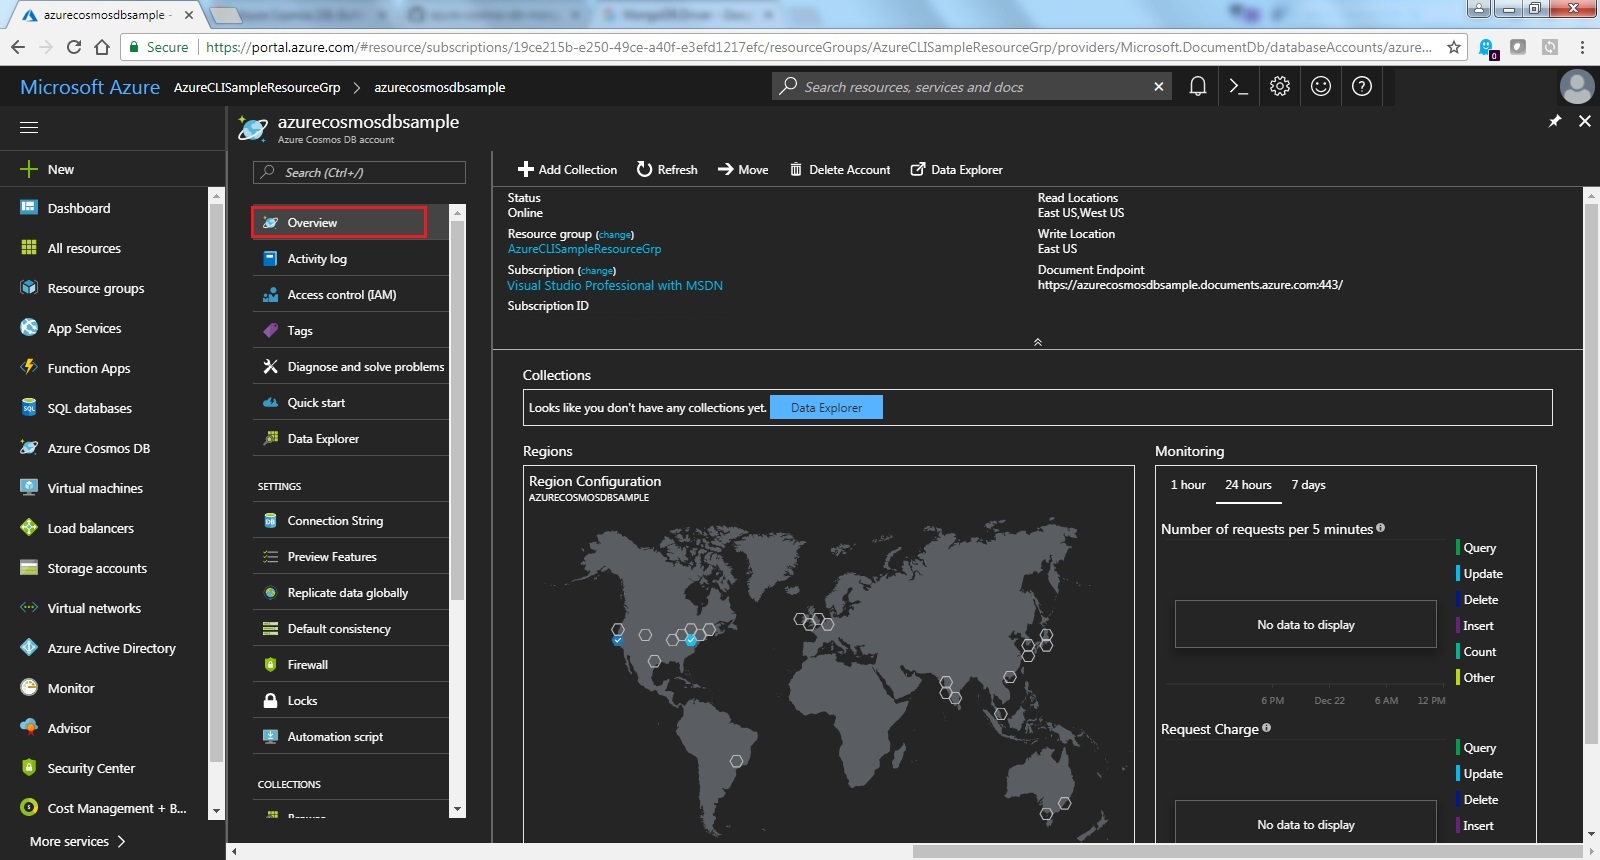 azurecosmosdbsample -
Secure https://portal.azure.com/#resource/subscriptions/19ce215b-e250-49ce-a40f-e3efd1217efc/resourceGroups/AzureCLISampleResourceGrp/providers/Microsoft.DocumentDb/databaseAccounts/azure...
0
Microsoft Azure AzureCLISampleResourceGrp > azurecosmosdbsample
Search resources, services and docs
azurecosmosdbsample
Azure Cosmos DB account
New
Dashboard
All resources
Resource groups
App Services
Function Apps
SQL databases
Azure Cosmos DB
Virtual machines
Load balancers
Storage accounts
Virtual networks
Azure Active Directory
Monitor
Advisor
Security Center
Cost Management + B...
More services >
Search (Ctrl+/)
Overview
Activity log
Access control (IAM)
Tags
Diagnose and solve problems
Quick start
Data Explorer
SETTINGS
Connection String
Preview Features
Replicate data globally
Default consistency
Firewall
Locks
Automation script
COLLECTIONS
Browse
Add Collection Refresh Move Delete Account Data Explorer
Status
Online
Resource group (change)
AzureCLISampleResourceGrp
Subscription (change)
Visual Studio Professional with MSDN
Subscription ID
Read Locations
East US,West US
Write Location
East US
Document Endpoint
https://azurecosmosdbsample.documents.azure.com:443/
Collections
Looks like you don't have any collections yet. Data Explorer
Regions
Region Configuration
AZURECOSMOSDBSAMPLE
Monitoring
1 hour 24 hours 7 days
Number of requests per 5 minutes
Query
Update
Delete
Insert
Count
Other
No data to display
6 PM Dec 22 6 AM 12 PM
Request Charge
Query
Update
Delete
Insert
No data to display